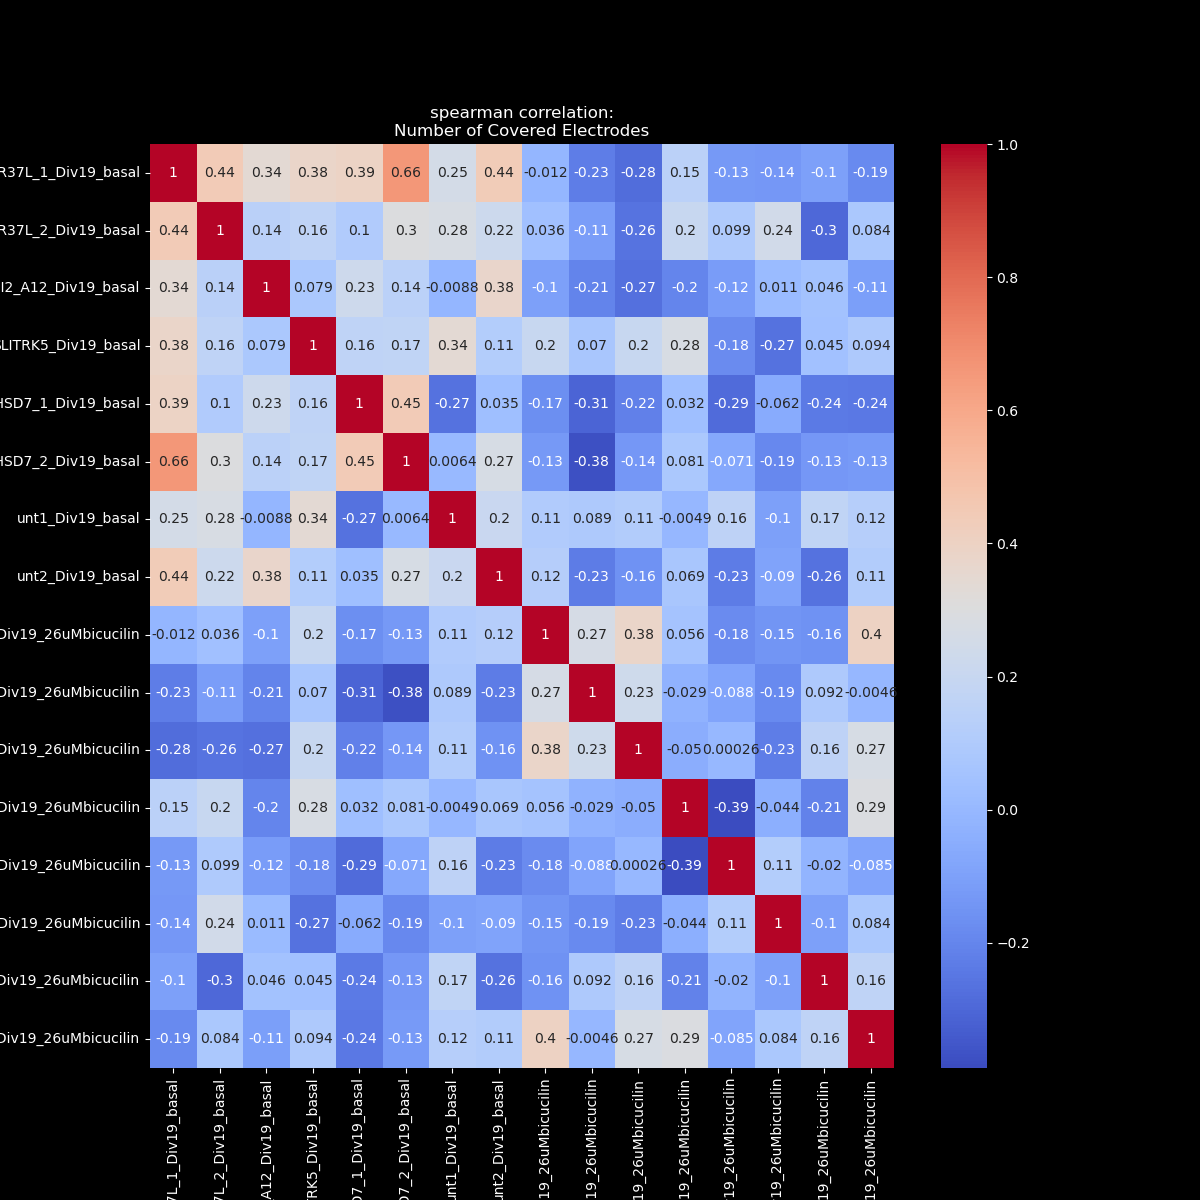 spearman correlation:
Number of Covered Electrodes
R37L_1_Div19_basal 1 0.44 0.34 0.38 0.39 0.66 0.25 0.44 -0.012 -0.23 -0.28 0.15 -0.13 -0.14 -0.1 -0.19
R37L_2_Div19_basal 0.44 1 0.14 0.16 0.1 0.3 0.28 0.22 0.036 -0.11 -0.26 0.2 0.099 0.24 -0.3 0.084
I2_A12_Div19_basal 0.34 0.14 1 0.079 0.23 0.14 -0.0088 0.38 -0.1 -0.21 -0.27 -0.2 -0.12 0.011 0.046 -0.11
SLITRK5_Div19_basal 0.38 0.16 0.079 1 0.16 0.17 0.34 0.11 0.2 0.07 0.2 0.28 -0.18 -0.27 0.045 0.094
HSD7_1_Div19_basal 0.39 0.1 0.23 0.16 1 0.45 -0.27 0.035 -0.17 -0.31 -0.22 0.032 -0.29 -0.062 -0.24 -0.24
HSD7_2_Div19_basal 0.66 0.3 0.14 0.17 0.45 1 0.0064 0.27 -0.13 -0.38 -0.14 0.081 -0.071 -0.19 -0.13 -0.13
unt1_Div19_basal 0.25 0.28 -0.0088 0.34 -0.27 0.0064 1 0.2 0.11 0.089 0.11 -0.0049 0.16 -0.1 0.17 0.12
unt2_Div19_basal 0.44 0.22 0.38 0.11 0.035 0.27 0.2 1 0.12 -0.23 -0.16 0.069 -0.23 -0.09 -0.26 0.11
Div19_26uMbicucilin -0.012 0.036 -0.1 0.2 -0.17 -0.13 0.11 0.12 1 0.27 0.38 0.056 -0.18 -0.15 -0.16 0.4
Div19_26uMbicucilin -0.23 -0.11 -0.21 0.07 -0.31 -0.38 0.089 -0.23 0.27 1 0.23 -0.029 -0.088 -0.19 0.092 -0.0046
Div19_26uMbicucilin -0.28 -0.26 -0.27 0.2 -0.22 -0.14 0.11 -0.16 0.38 0.23 1 -0.05 0.00026 -0.23 0.16 0.27
Div19_26uMbicucilin 0.15 0.2 -0.2 0.28 0.032 0.081 -0.0049 0.069 0.056 -0.029 -0.05 1 -0.39 -0.044 -0.21 0.29
Div19_26uMbicucilin -0.13 0.099 -0.12 -0.18 -0.29 -0.071 0.16 -0.23 -0.18 -0.088 0.00026 -0.39 1 0.11 -0.02 -0.085
Div19_26uMbicucilin -0.14 0.24 0.011 -0.27 -0.062 -0.19 -0.1 -0.09 -0.15 -0.19 -0.23 -0.044 0.11 1 -0.1 0.084
Div19_26uMbicucilin -0.1 -0.3 0.046 0.045 -0.24 -0.13 0.17 -0.26 -0.16 0.092 0.16 -0.21 -0.02 -0.1 1 0.16
Div19_26uMbicucilin -0.19 0.084 -0.11 0.094 -0.24 -0.13 0.12 0.11 0.4 -0.0046 0.27 0.29 -0.085 0.084 0.16 1
7L_1_Div19_basal
7L_2_Div19_basal
A12_Div19_basal
RK5_Div19_basal
D7_1_Div19_basal
D7_2_Div19_basal
unt1_Div19_basal
unt2_Div19_basal
19_26uMbicucilin
19_26uMbicucilin
19_26uMbicucilin
19_26uMbicucilin
19_26uMbicucilin
19_26uMbicucilin
19_26uMbicucilin
19_26uMbicucilin
1.0
0.8
0.6
0.4
0.2
0.0
−0.2